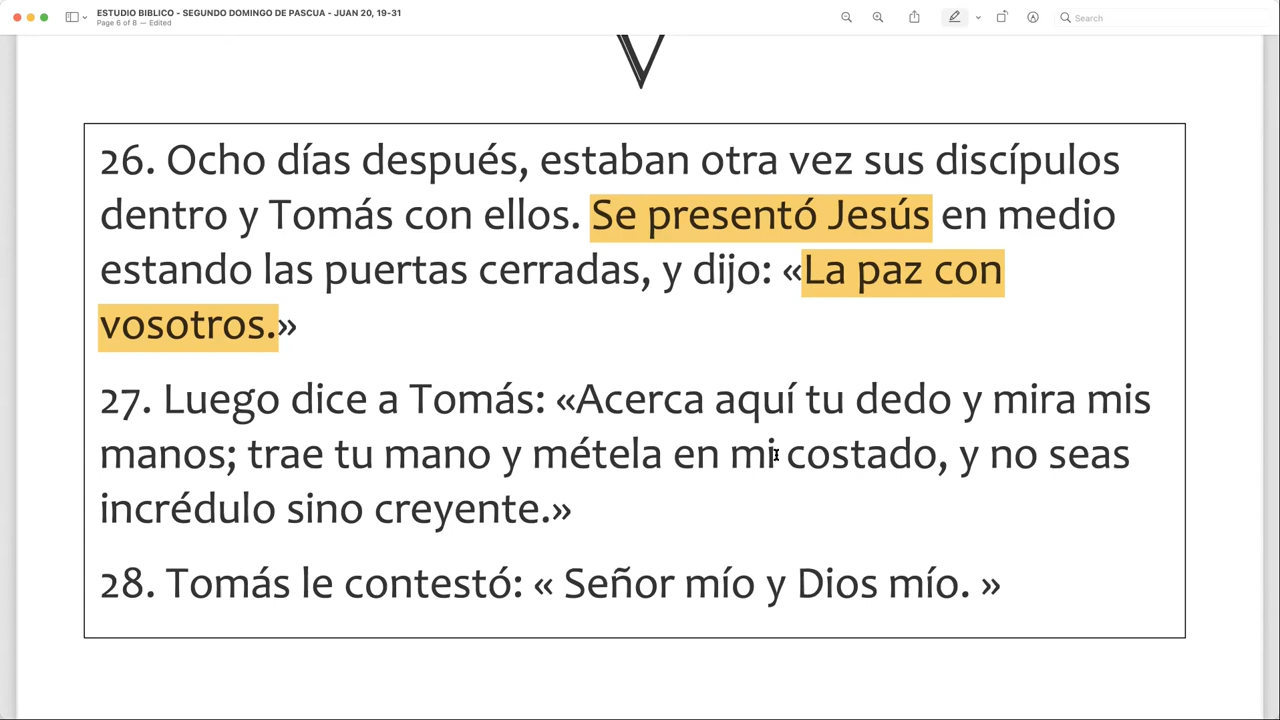 ESTUDIO BIBLICO - SEGUNDO DOMINGO DE PASCUA - JUAN 20, 19-31
Page 6 of 8 — Edited
Search
26. Ocho días después, estaban otra vez sus discípulos
dentro y Tomás con ellos. Se presentó Jesús en medio
estando las puertas cerradas, y dijo: «La paz con
vosotros.»
27. Luego dice a Tomás: «Acerca aquí tu dedo y mira mis
manos; trae tu mano y métela en mi costado, y no seas
incrédulo sino creyente.»
28. Tomás le contestó: « Señor mío y Dios mío. »